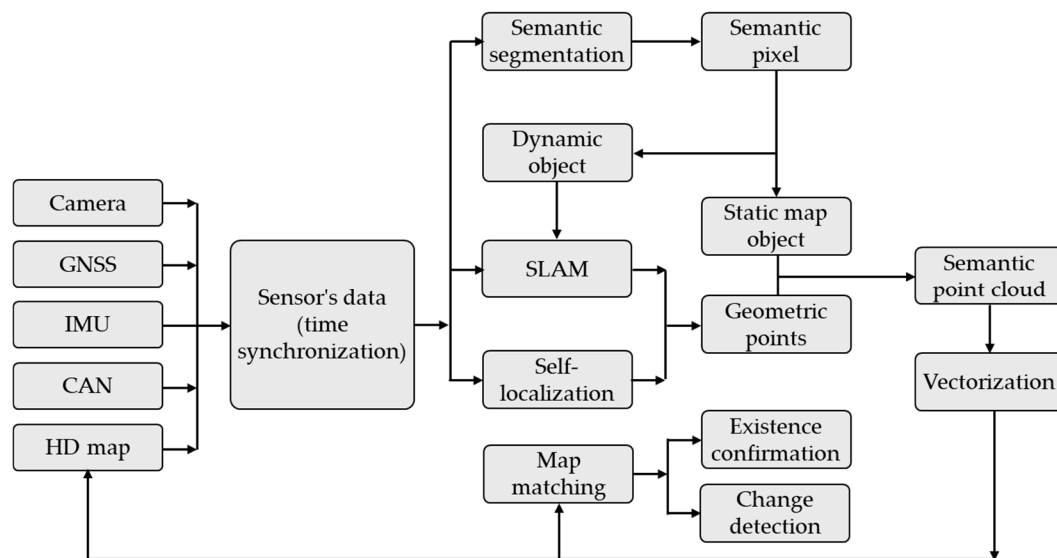 Camera
GNSS
IMU
CAN
HD map
Sensor's data
(time
synchronization)
Semantic
segmentation
Semantic
pixel
Dynamic
object
Static map
object
SLAM
Geometric
points
Self-
localization
Semantic
point cloud
Vectorization
Map
matching
Existence
confirmation
Change
detection